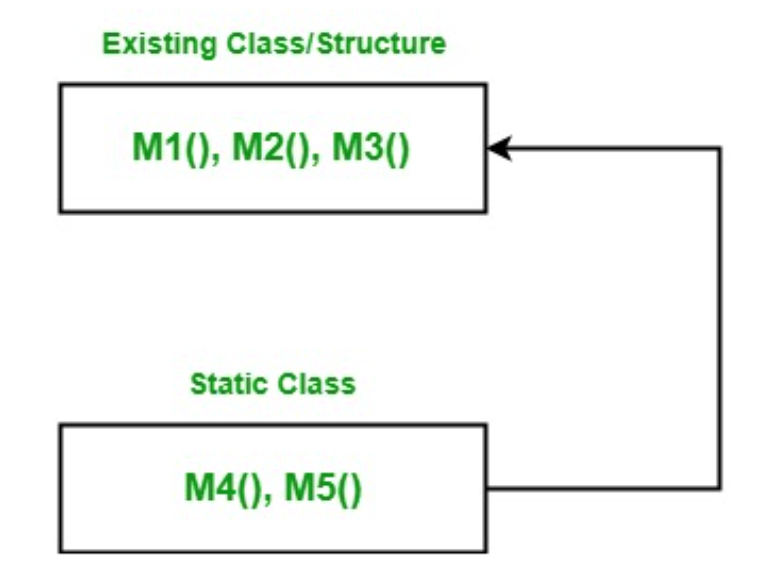 Existing Class/Structure
M1(), M2(), M3()
Static Class
M4(), M5()